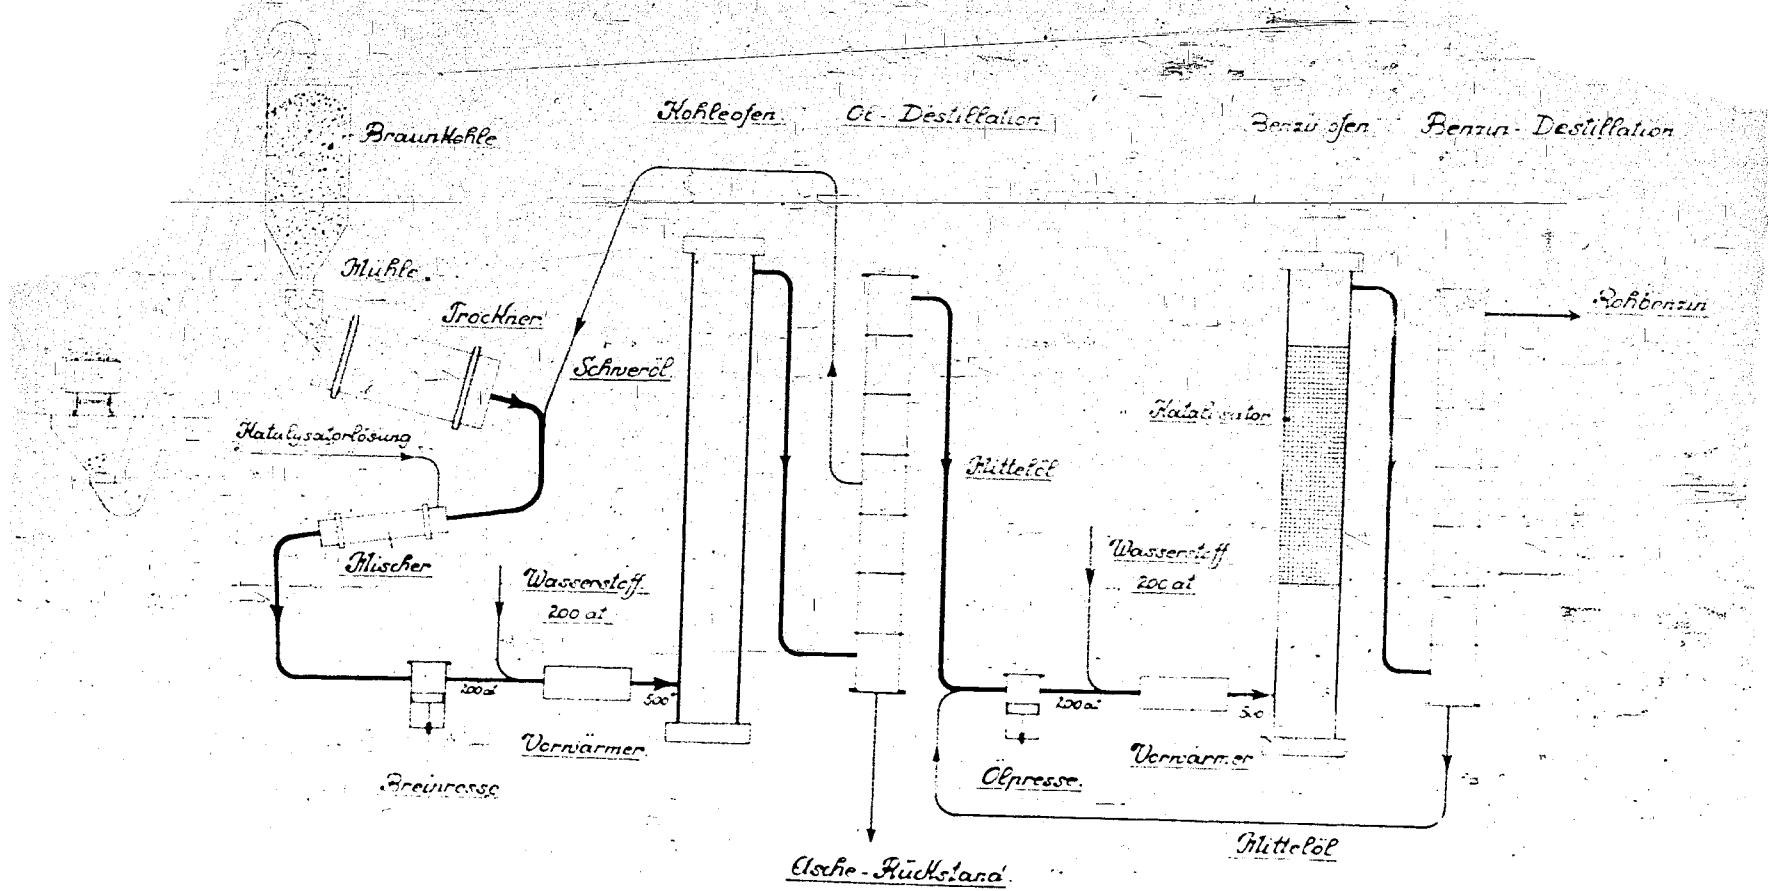 Kohleofen
Öl-Destillation
Benzinofen
Benzin-Destillation
Braunkohle
Mühle.
Trockner
Rohbenzin
Schweröl
Katalysator
Katalysatorlösung
Mittelöl
Mischer
Wasserstoff
200 at
Wasserstoff
200 at
200 at
500°
200 at
500
Vorwärmer.
Vorwärmer
Breipresse
Ölpresse.
Mittelöl
Asche-Rückstand.